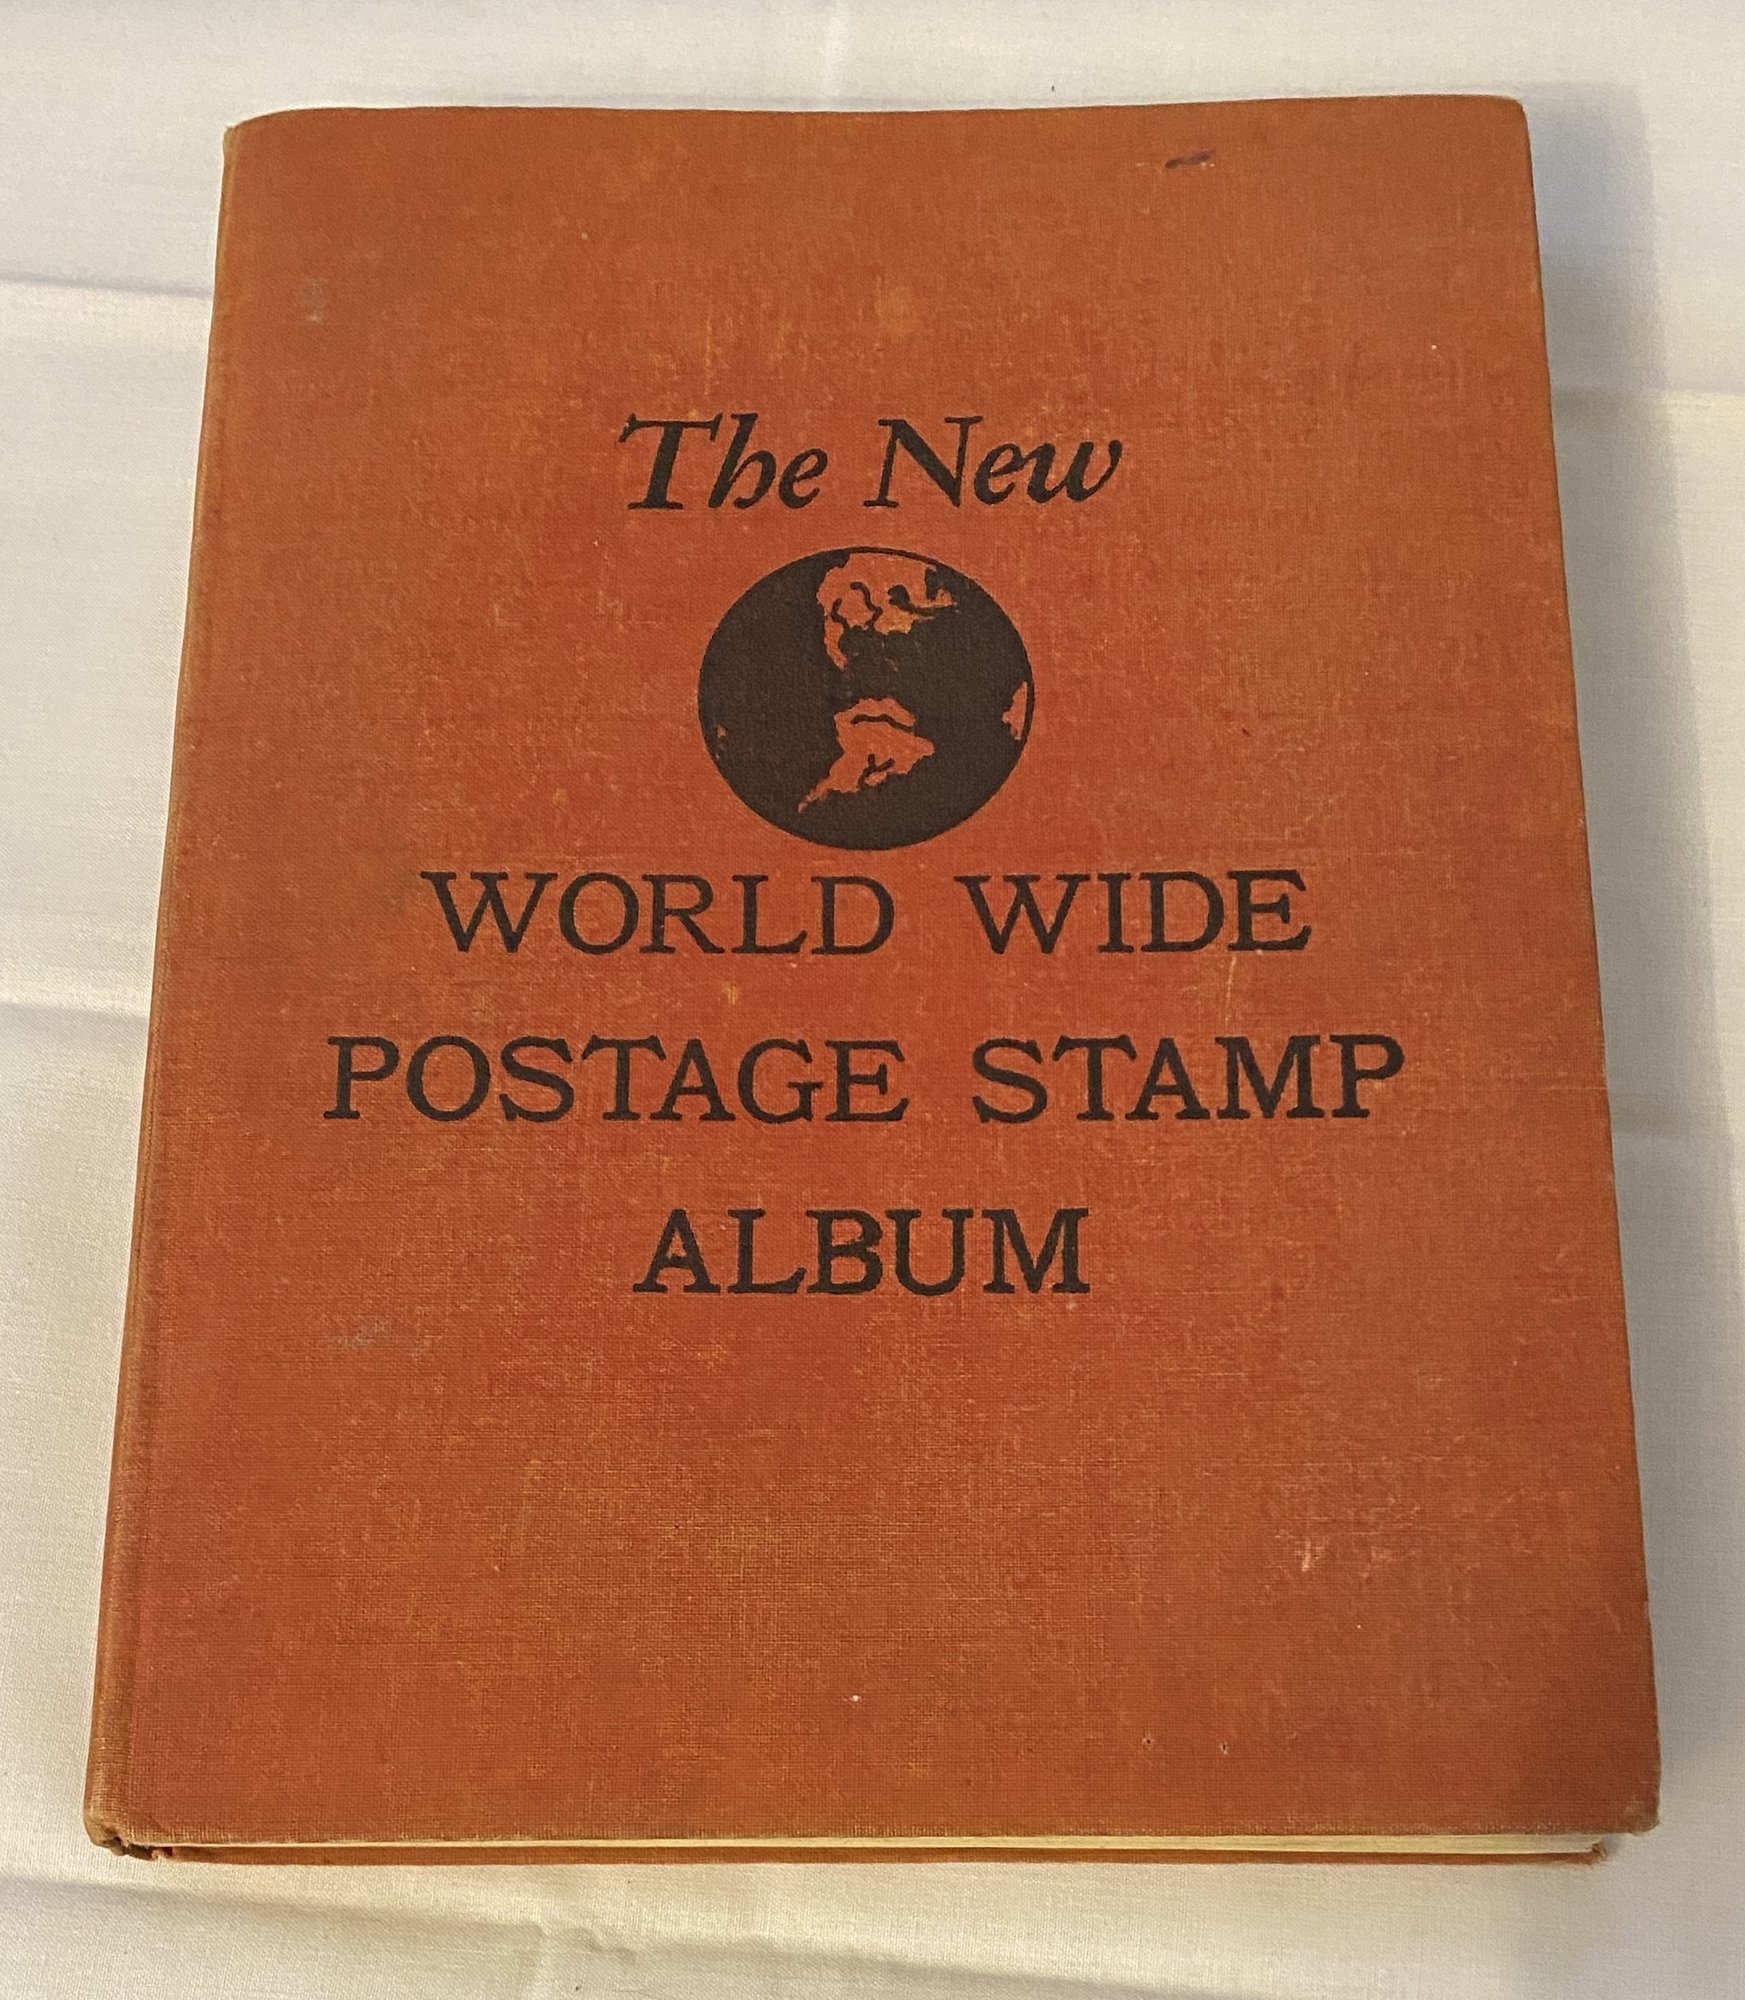 The New
WORLD WIDE
POSTAGE STAMP
ALBUM